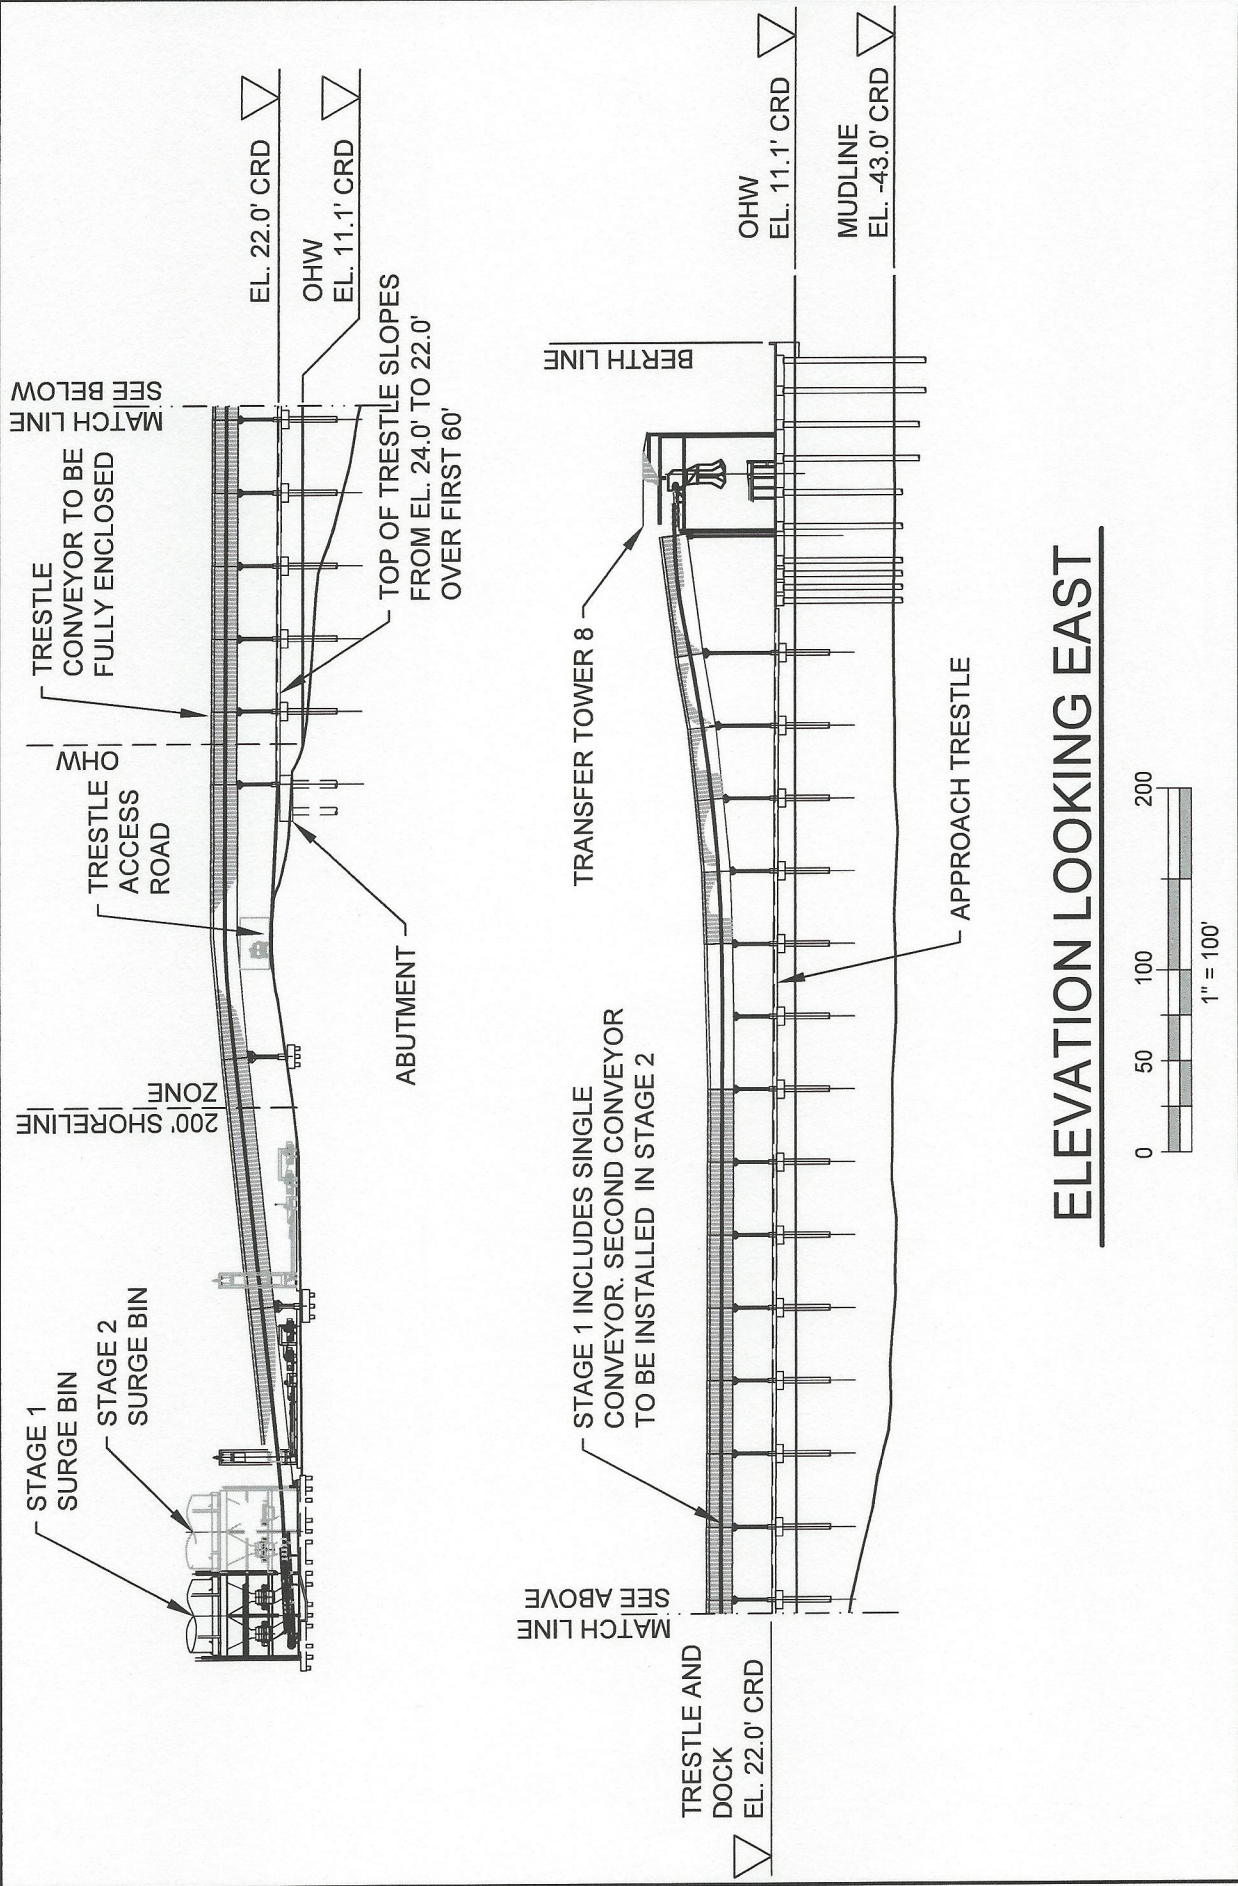 STAGE 1
SURGE BIN
STAGE 2
SURGE BIN
200' SHORELINE
ZONE
TRESTLE
ACCESS
ROAD
OHW
TRESTLE
CONVEYOR TO BE
FULLY ENCLOSED
MATCH LINE
SEE BELOW
EL. 22.0' CRD
OHW
EL. 11.1' CRD
ABUTMENT
TOP OF TRESTLE SLOPES
FROM EL. 24.0' TO 22.0'
OVER FIRST 60'
MATCH LINE
SEE ABOVE
TRESTLE AND
DOCK
EL. 22.0' CRD
STAGE 1 INCLUDES SINGLE
CONVEYOR. SECOND CONVEYOR
TO BE INSTALLED IN STAGE 2
TRANSFER TOWER 8
BERTH LINE
OHW
EL. 11.1' CRD
MUDLINE
EL. -43.0' CRD
APPROACH TRESTLE
ELEVATION LOOKING EAST
0 50 100 200
1" = 100'